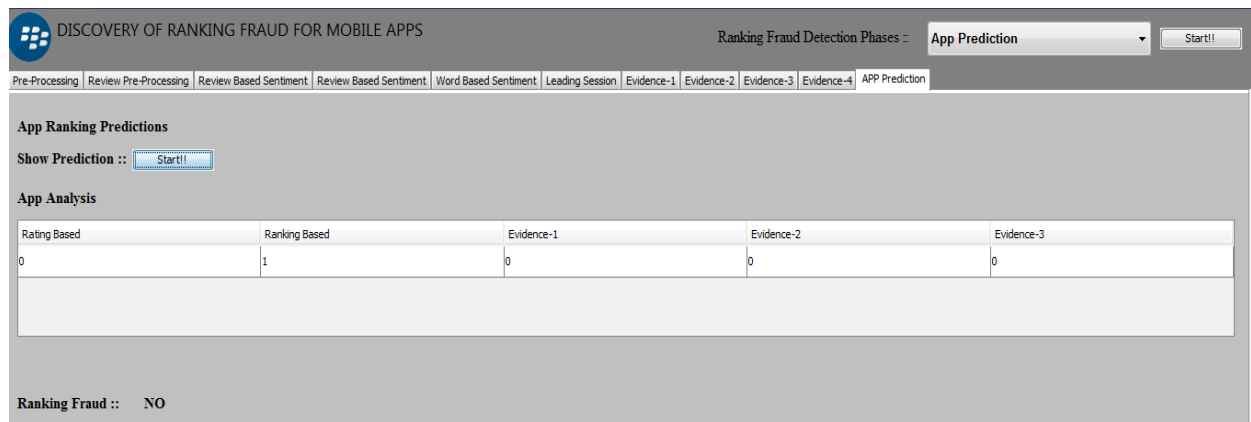 DISCOVERY OF RANKING FRAUD FOR MOBILE APPS
Ranking Fraud Detection Phases :: App Prediction Start!!
Pre-Processing Review Pre-Processing Review Based Sentiment Review Based Sentiment Word Based Sentiment Leading Session Evidence-1 Evidence-2 Evidence-3 Evidence-4 APP Prediction
App Ranking Predictions
Show Prediction :: Start!!
App Analysis
Rating Based Ranking Based Evidence-1 Evidence-2 Evidence-3
0 1 0 0 0
Ranking Fraud :: NO